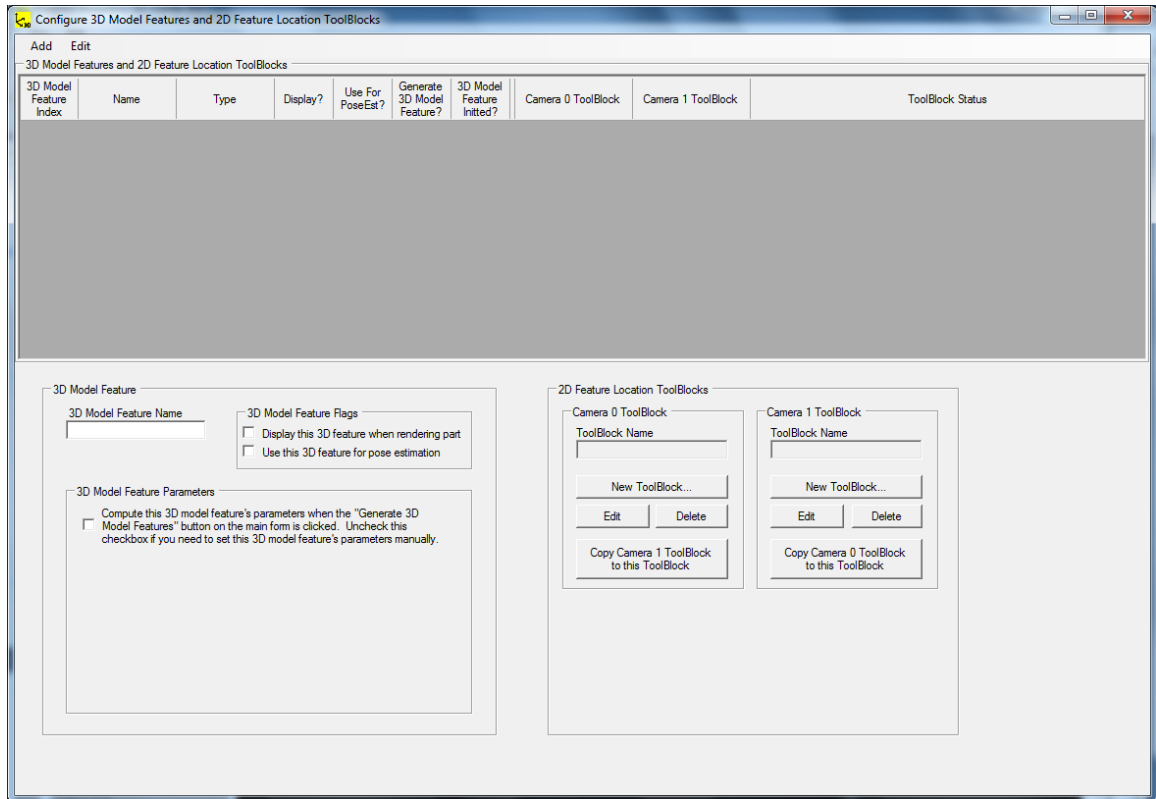 Configure 3D Model Features and 2D Feature Location ToolBlocks
Add Edit
3D Model Features and 2D Feature Location ToolBlocks
3D Model Feature Index
Name
Type
Display?
Use For PoseEst?
Generate 3D Model Feature?
3D Model Feature Initted?
Camera 0 ToolBlock
Camera 1 ToolBlock
ToolBlock Status
3D Model Feature
3D Model Feature Name
3D Model Feature Flags
Display this 3D feature when rendering part
Use this 3D feature for pose estimation
3D Model Feature Parameters
Compute this 3D model feature's parameters when the "Generate 3D
Model Features" button on the main form is clicked. Uncheck this
checkbox if you need to set this 3D model feature's parameters manually.
2D Feature Location ToolBlocks
Camera 0 ToolBlock
ToolBlock Name
New ToolBlock...
Edit Delete
Copy Camera 1 ToolBlock
to this ToolBlock
Camera 1 ToolBlock
ToolBlock Name
New ToolBlock...
Edit Delete
Copy Camera 0 ToolBlock
to this ToolBlock